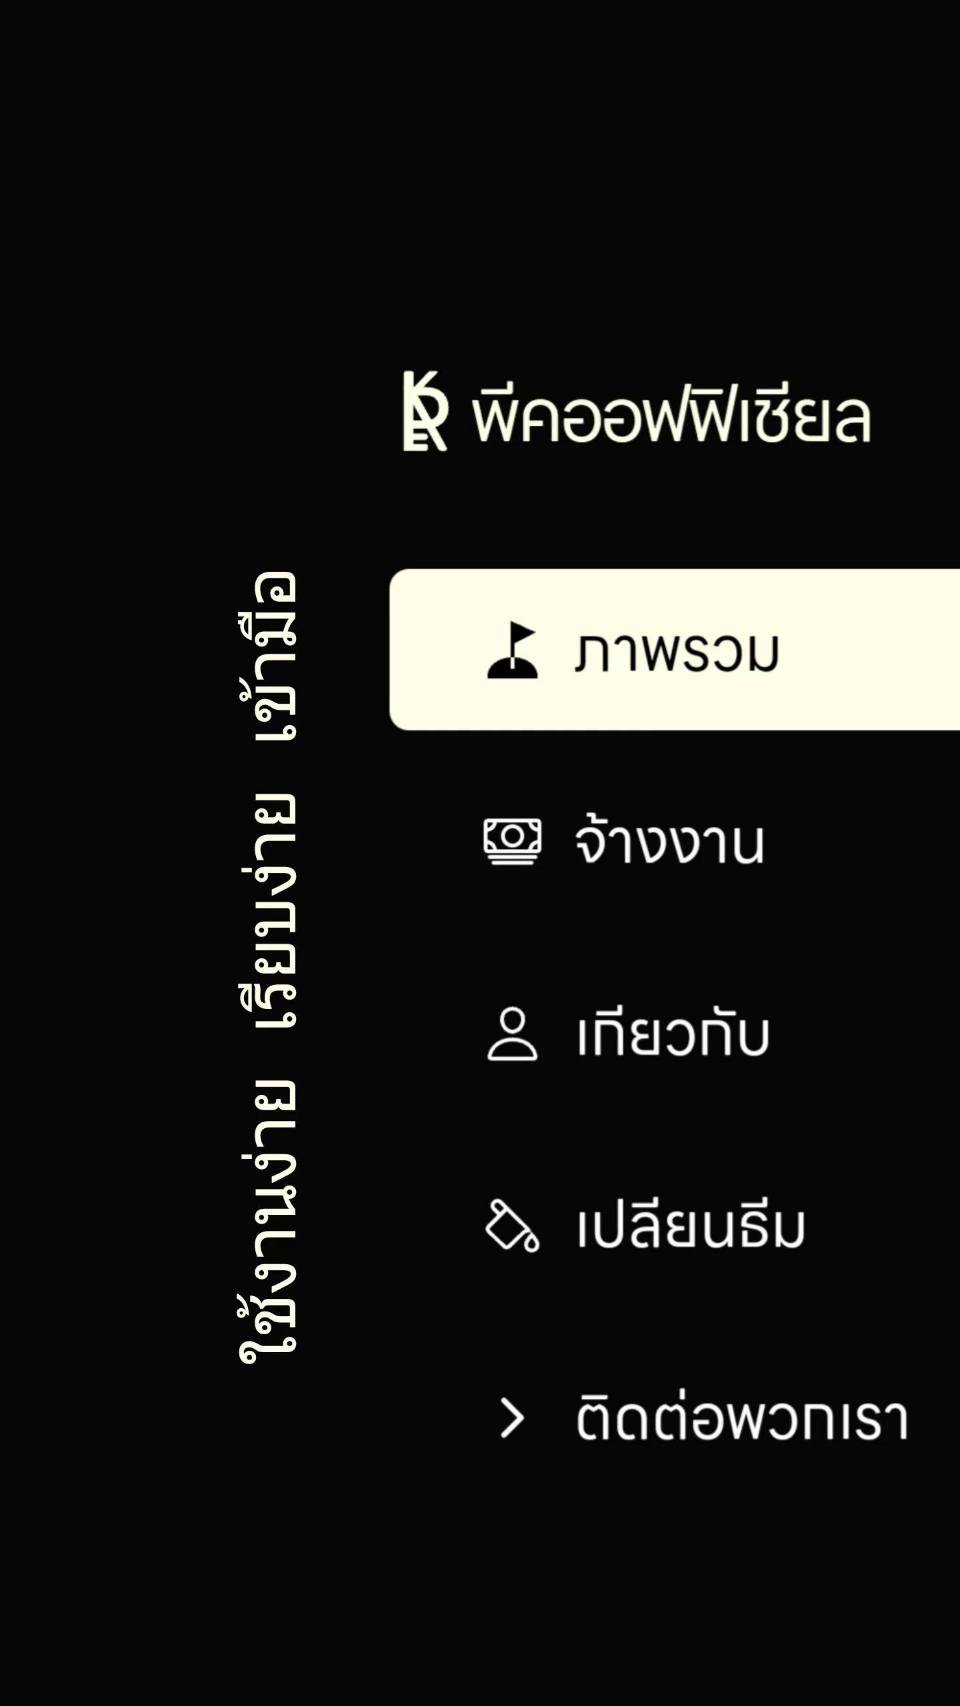 พีคออฟฟิเชียล
ภาพรวม
จ้างงาน
เกี่ยวกับ
เปลี่ยนธีม
ติดต่อพวกเรา
ใช้งานง่าย เรียบง่าย เข้ามือ